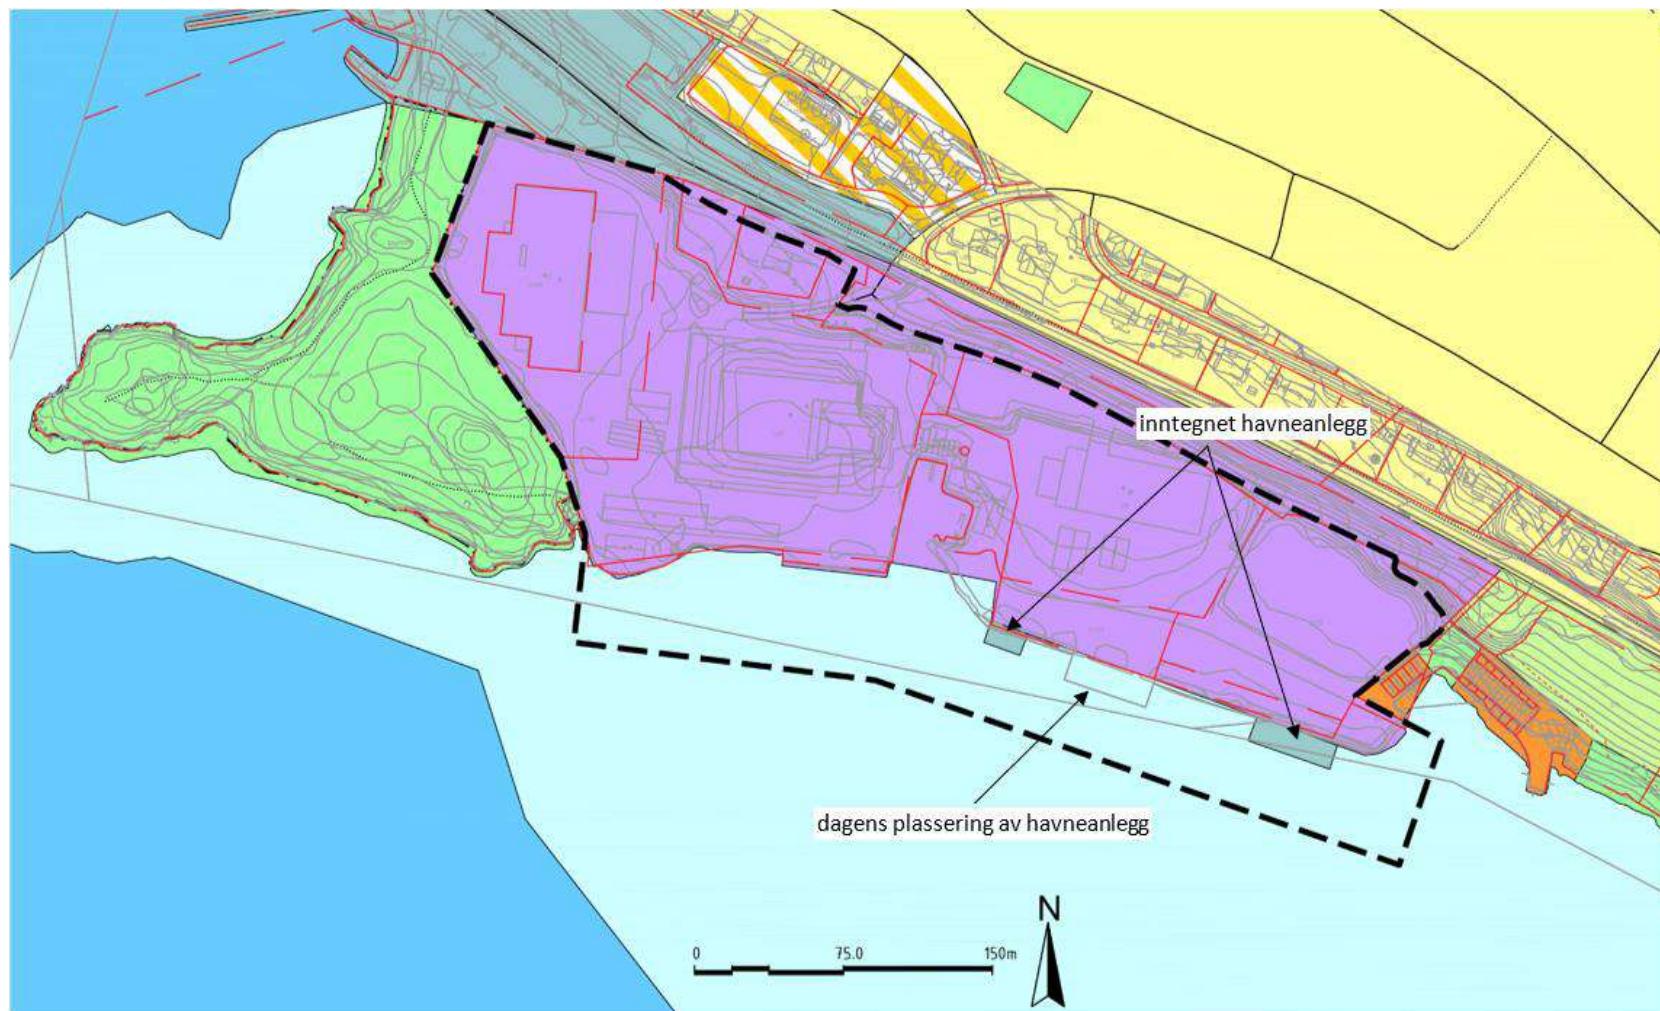 inntegnet havneanlegg
dagens plassering av havneanlegg
N
0 75.0 150m